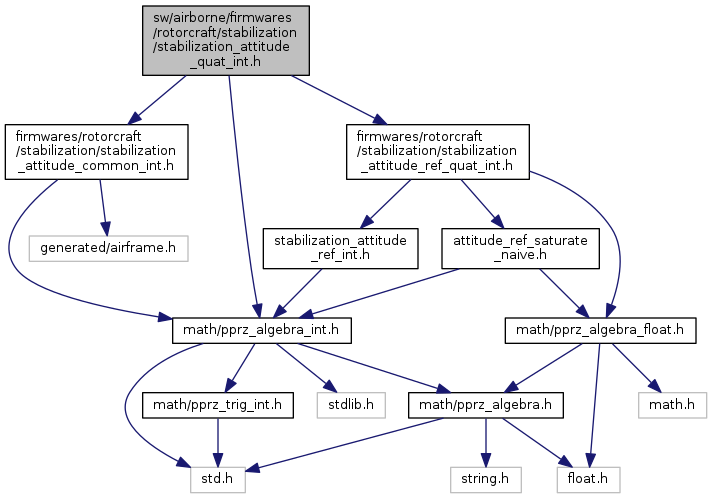 sw/airborne/firmwares
/rotorcraft/stabilization
/stabilization_attitude
_quat_int.h
firmwares/rotorcraft
/stabilization/stabilization
_attitude_common_int.h
firmwares/rotorcraft
/stabilization/stabilization
_attitude_ref_quat_int.h
generated/airframe.h
stabilization_attitude
_ref_int.h
attitude_ref_saturate
_naive.h
math/pprz_algebra_int.h
math/pprz_algebra_float.h
math/pprz_trig_int.h
stdlib.h
math/pprz_algebra.h
math.h
std.h
string.h
float.h